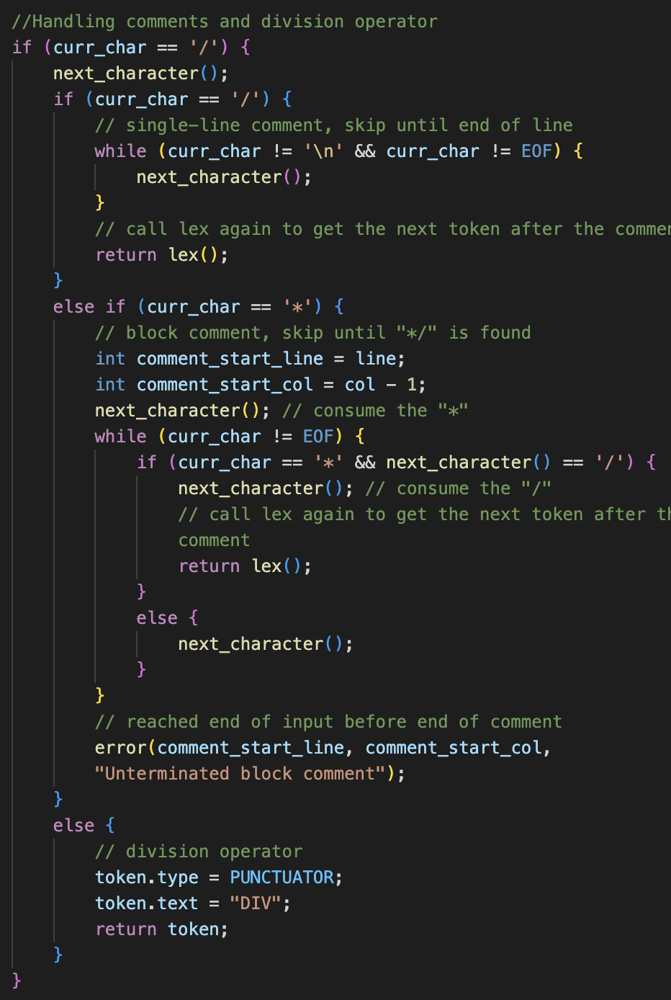 //Handling comments and division operator
if (curr_char == '/') {
    next_character();
    if (curr_char == '/') {
        // single-line comment, skip until end of line
        while (curr_char != '\n' && curr_char != EOF) {
            next_character();
        }
        // call lex again to get the next token after the commen
        return lex();
    }
    else if (curr_char == '*') {
        // block comment, skip until "*/" is found
        int comment_start_line = line;
        int comment_start_col = col - 1;
        next_character(); // consume the "*"
        while (curr_char != EOF) {
            if (curr_char == '*' && next_character() == '/') {
                next_character(); // consume the "/"
                // call lex again to get the next token after th
                comment
                return lex();
            }
            else {
                next_character();
            }
        }
        // reached end of input before end of comment
        error(comment_start_line, comment_start_col,
        "Unterminated block comment");
    }
    else {
        // division operator
        token.type = PUNCTUATOR;
        token.text = "DIV";
        return token;
    }
}